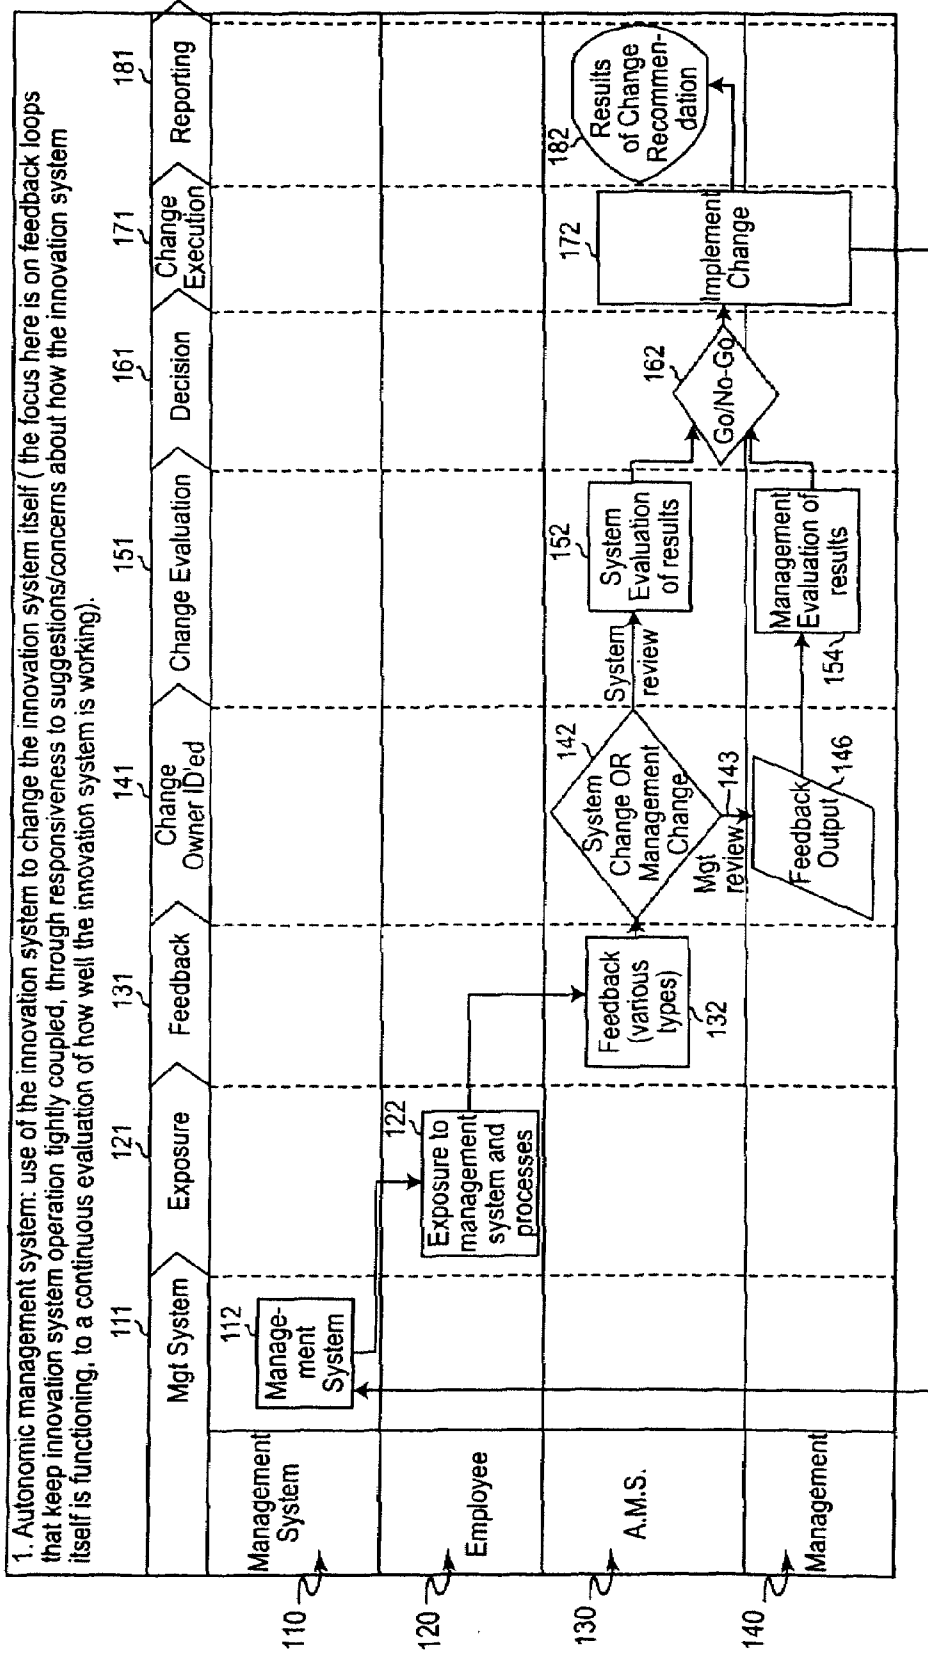 1. Autonomic management system: use of the innovation system to change the innovation system itself ( the focus here is on feedback loops
that keep innovation system operation tightly coupled, through responsiveness to suggestions/concerns about how the innovation system
itself is functioning, to a continuous evaluation of how well the innovation system is working).
111
121
131
141
151
161
171
181
Mgt System
Exposure
Feedback
Change
Owner ID'ed
Change Evaluation
Decision
Change
Execution
Reporting
110
Management
System
112
Manage-
ment
System
120
Employee
122
Exposure to
management
system and
processes
130
A.M.S.
Feedback
(various
types)
132
142
System
Change OR
Management
Change
System
review
Mgt
review
143
152
System
Evaluation
of results
162
Go/No-Go
172
Implement
Change
182
Results
of Change
Recommen-
dation
140
Management
Feedback
Output
146
Management
Evaluation of
results
154